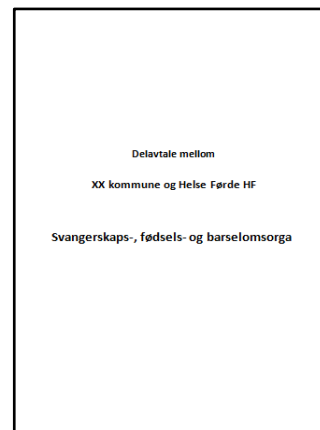 Delavtale mellom
XX kommune og Helse Førde HF
Svangerskaps-, fødsels- og barselomsorga